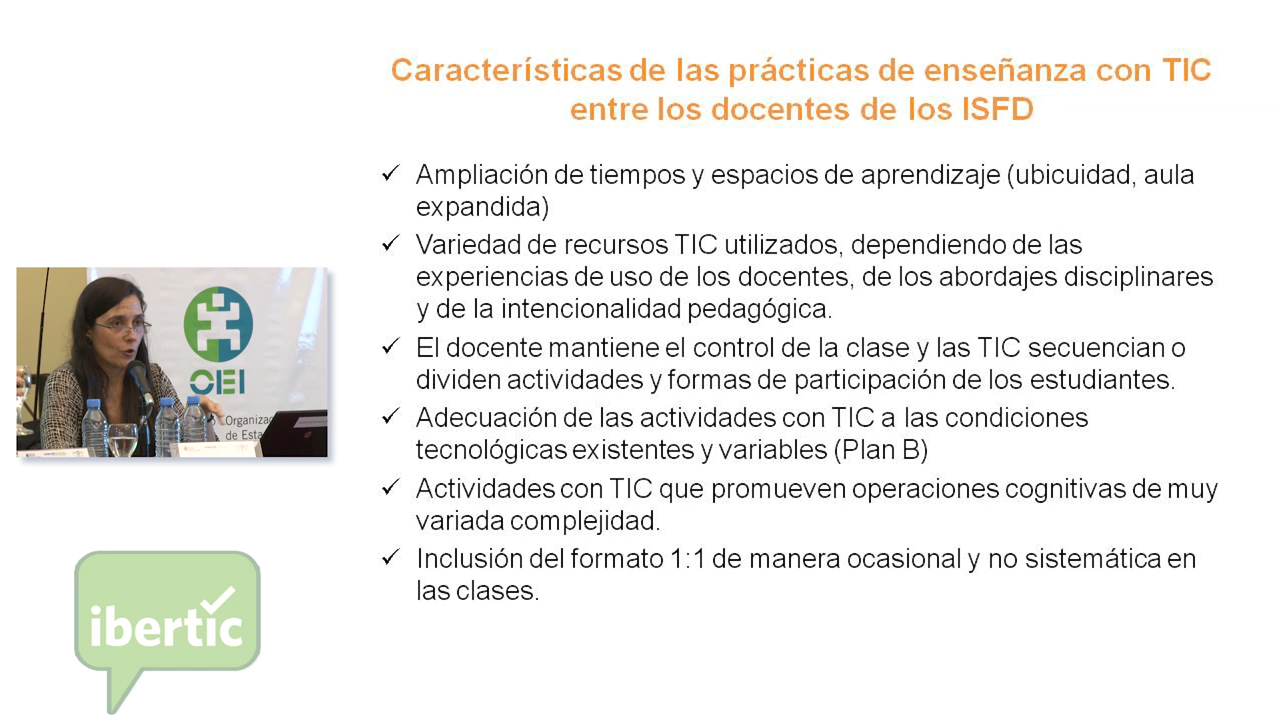 Características de las prácticas de enseñanza con TIC
entre los docentes de los ISFD
Ampliación de tiempos y espacios de aprendizaje (ubicuidad, aula
expandida)
Variedad de recursos TIC utilizados, dependiendo de las
experiencias de uso de los docentes, de los abordajes disciplinares
y de la intencionalidad pedagógica.
El docente mantiene el control de la clase y las TIC secuencian o
dividen actividades y formas de participación de los estudiantes.
Adecuación de las actividades con TIC a las condiciones
tecnológicas existentes y variables (Plan B)
Actividades con TIC que promueven operaciones cognitivas de muy
variada complejidad.
Inclusión del formato 1:1 de manera ocasional y no sistemática en
las clases.
OEI
Organiza
de Esta
ibertic